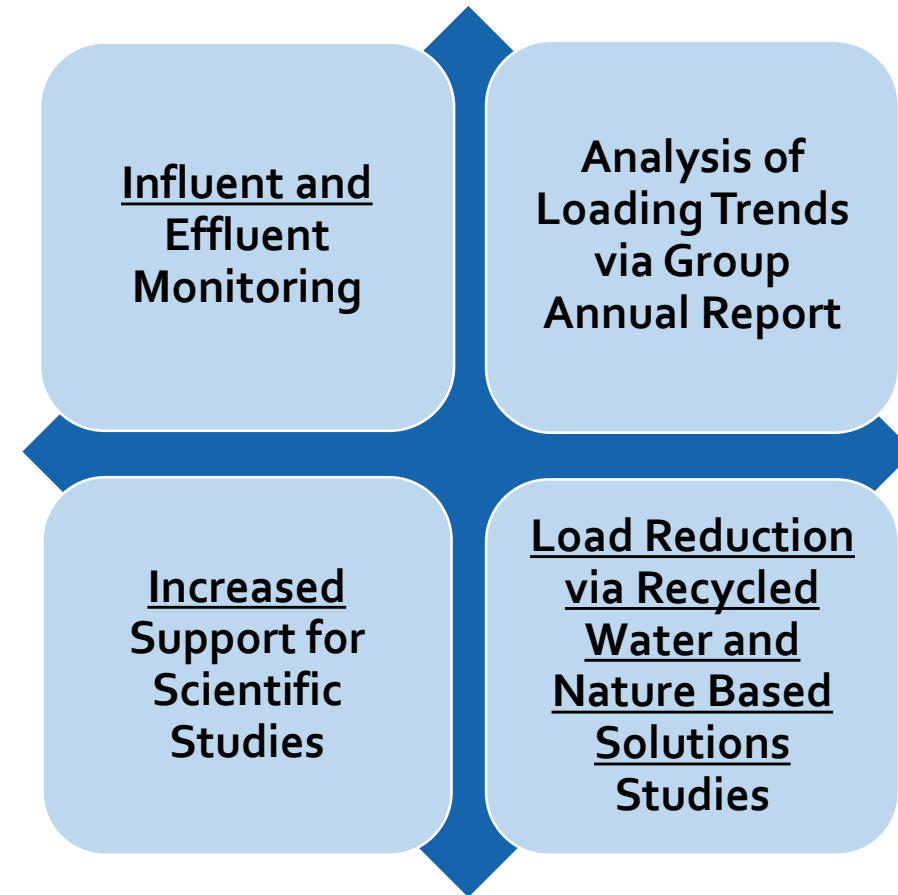 Influent and
Effluent
Monitoring
Analysis of
Loading Trends
via Group
Annual Report
Increased
Support for
Scientific
Studies
Load Reduction
via Recycled
Water and
Nature Based
Solutions
Studies